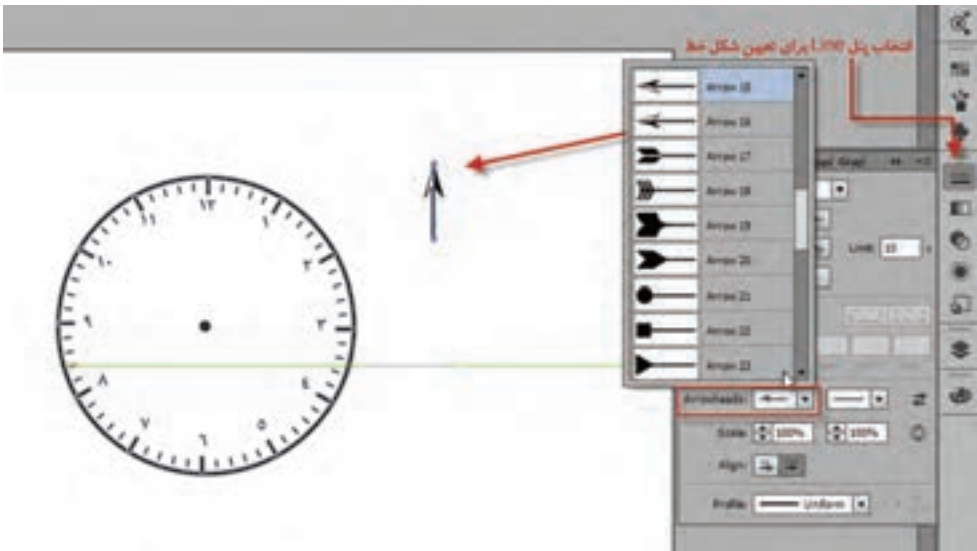 انتخاب پنل Line برای تعیین شکل خط
Arrow 15
Arrow 16
Arrow 17
Arrow 18
Arrow 19
Arrow 20
Arrow 21
Arrow 22
Arrow 23
Limit: 10 x
Arrowheads:
Scale: 100% 100%
Align:
Profile: Uniform
۱۲
۱
۲
۳
۴
۵
۶
۷
۸
۹
۱۰
۱۱